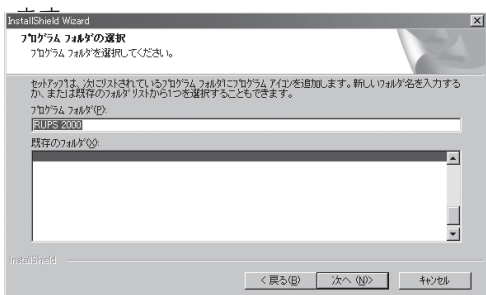 InstallShield Wizard
プログラム フォルダの選択
プログラム フォルダを選択してください。
セットアップは、次にリストされているプログラム フォルダにプログラム アイコンを追加します。新しいフォルダ名を入力する
か、または既存のフォルダ リストから1つを選択することもできます。
プログラム フォルダ(P):
RUPS 2000
既存のフォルダ(X):
InstallShield
< 戻る(B)
次へ (N)>
キャンセル